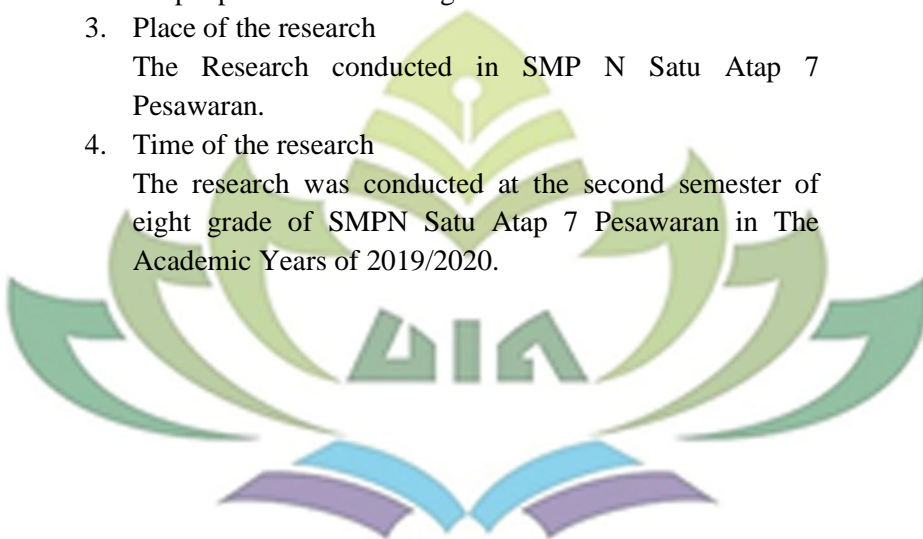 3. Place of the research
The Research conducted in SMP N Satu Atap 7
Pesawaran.
4. Time of the research
The research was conducted at the second semester of
eight grade of SMPN Satu Atap 7 Pesawaran in The
Academic Years of 2019/2020.
UIN